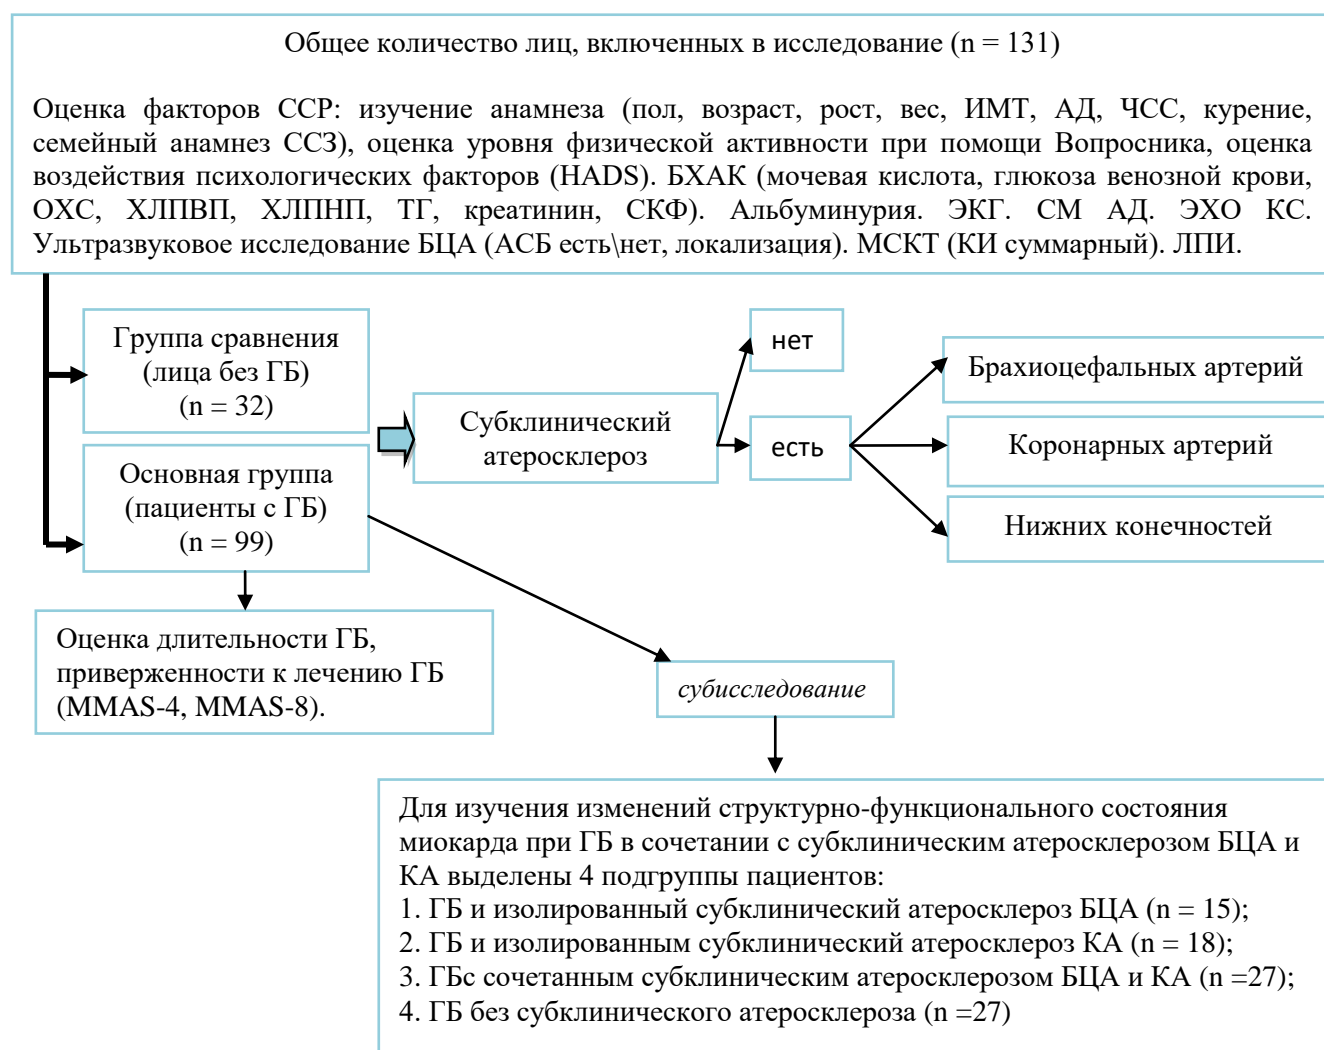 Общее количество лиц, включенных в исследование (n = 131)
Оценка факторов ССР: изучение анамнеза (пол, возраст, рост, вес, ИМТ, АД, ЧСС, курение,
семейный анамнез ССЗ), оценка уровня физической активности при помощи Вопросника, оценка
воздействия психологических факторов (HADS). БХАК (мочевая кислота, глюкоза венозной крови,
ОХС, ХЛПВП, ХЛПНП, ТГ, креатинин, СКФ). Альбуминурия. ЭКГ. СМ АД. ЭХО КС.
Ультразвуковое исследование БЦА (АСБ есть\нет, локализация). МСКТ (КИ суммарный). ЛПИ.
Группа сравнения
(лица без ГБ)
(n = 32)
Основная группа
(пациенты с ГБ)
(n = 99)
Субклинический
атеросклероз
нет
есть
Брахиоцефальных артерий
Коронарных артерий
Нижних конечностей
Оценка длительности ГБ,
приверженности к лечению ГБ
(MMAS-4, MMAS-8).
субисследование
Для изучения изменений структурно-функционального состояния
миокарда при ГБ в сочетании с субклиническим атеросклерозом БЦА и
КА выделены 4 подгруппы пациентов:
1. ГБ и изолированный субклинический атеросклероз БЦА (n = 15);
2. ГБ и изолированным субклинический атеросклероз КА (n = 18);
3. ГБс сочетанным субклиническим атеросклерозом БЦА и КА (n =27);
4. ГБ без субклинического атеросклероза (n =27)